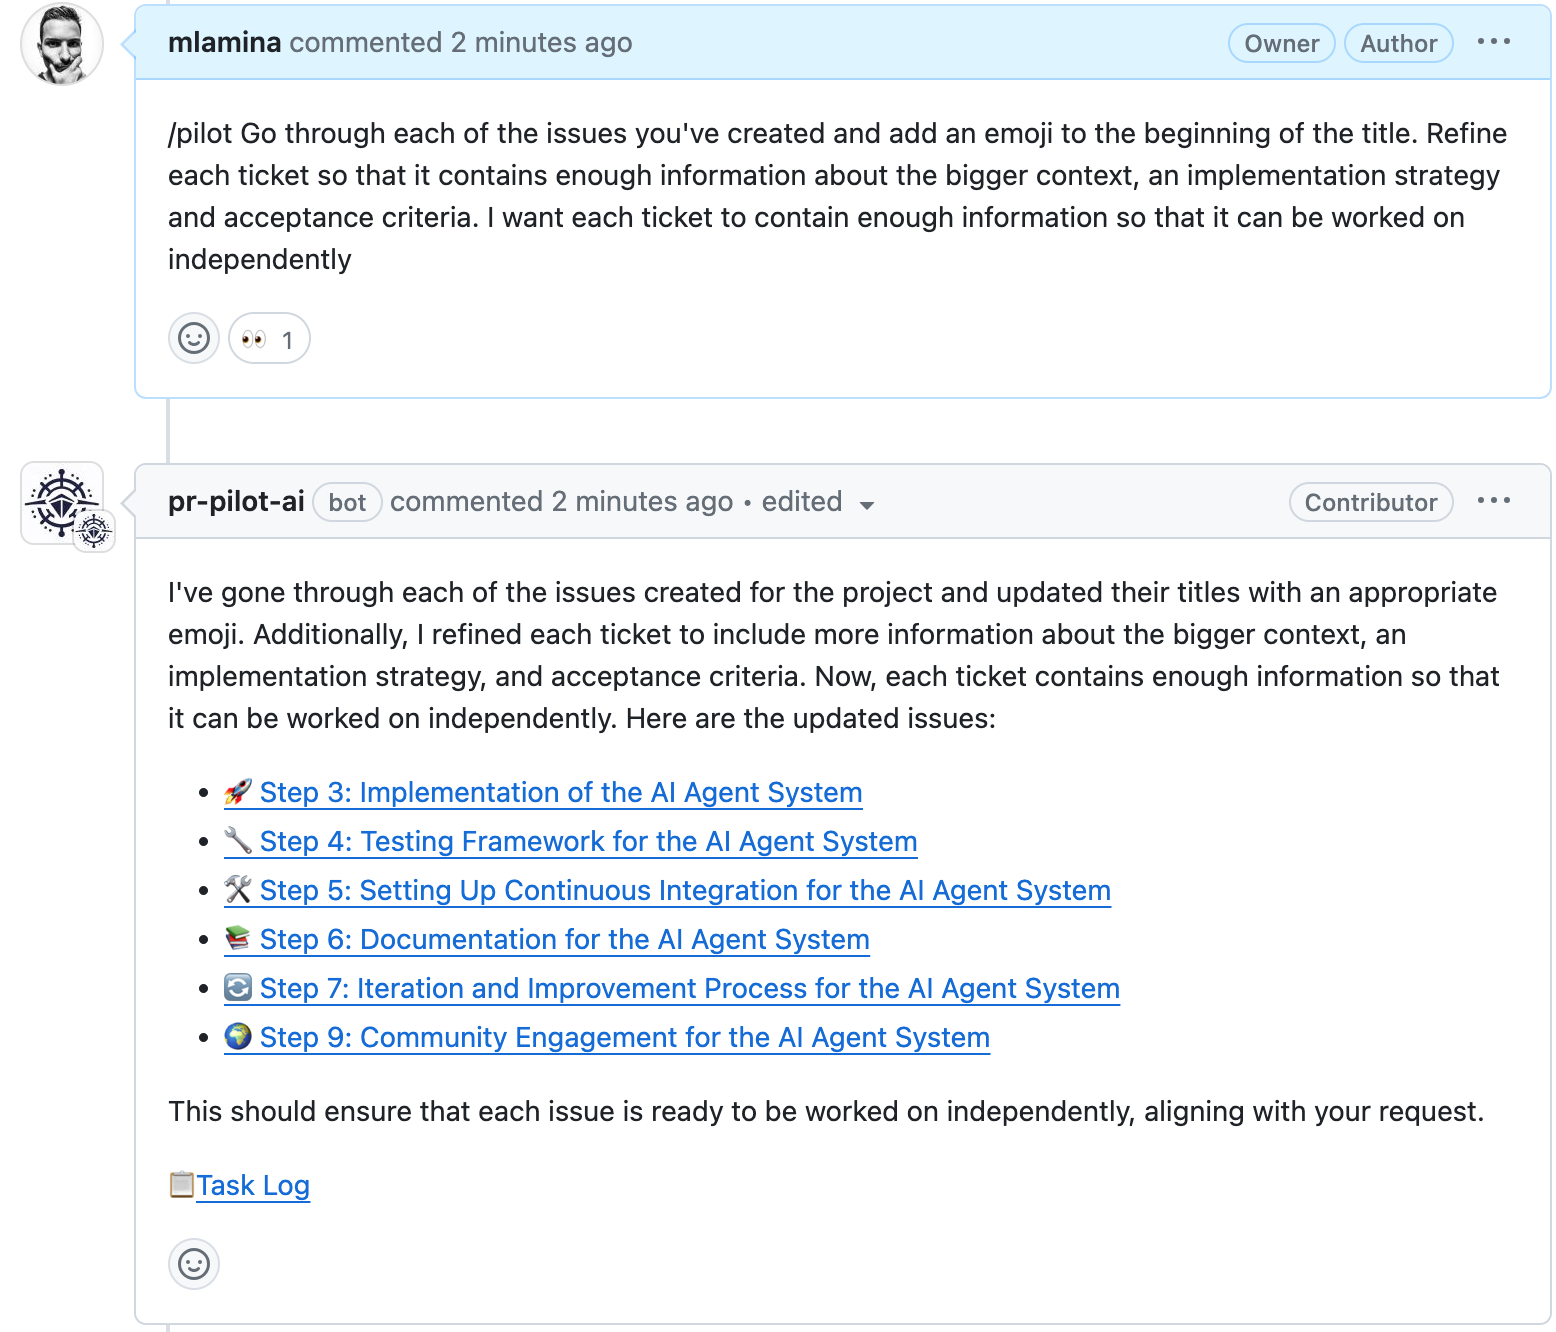 mlamina commented 2 minutes ago Owner Author
/pilot Go through each of the issues you've created and add an emoji to the beginning of the title. Refine
each ticket so that it contains enough information about the bigger context, an implementation strategy
and acceptance criteria. I want each ticket to contain enough information so that it can be worked on
independently
👀 1
pr-pilot-ai bot commented 2 minutes ago • edited Contributor
I've gone through each of the issues created for the project and updated their titles with an appropriate
emoji. Additionally, I refined each ticket to include more information about the bigger context, an
implementation strategy, and acceptance criteria. Now, each ticket contains enough information so that
it can be worked on independently. Here are the updated issues:
• 🚀 Step 3: Implementation of the AI Agent System
• 🔧 Step 4: Testing Framework for the AI Agent System
• 🛠 Step 5: Setting Up Continuous Integration for the AI Agent System
• 📚 Step 6: Documentation for the AI Agent System
• 🔄 Step 7: Iteration and Improvement Process for the AI Agent System
• 🌍 Step 9: Community Engagement for the AI Agent System
This should ensure that each issue is ready to be worked on independently, aligning with your request.
📋Task Log